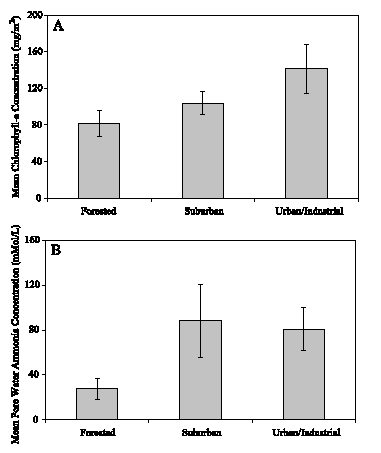 A
Mean Chlorophyll-a Concentration (mg/m²)
200
160
120
80
40
0
Forested
Suburban
Urban/Industrial
B
Mean Pore Water Ammonia Concentration (mMol/L)
160
120
80
40
0
Forested
Suburban
Urban/Industrial